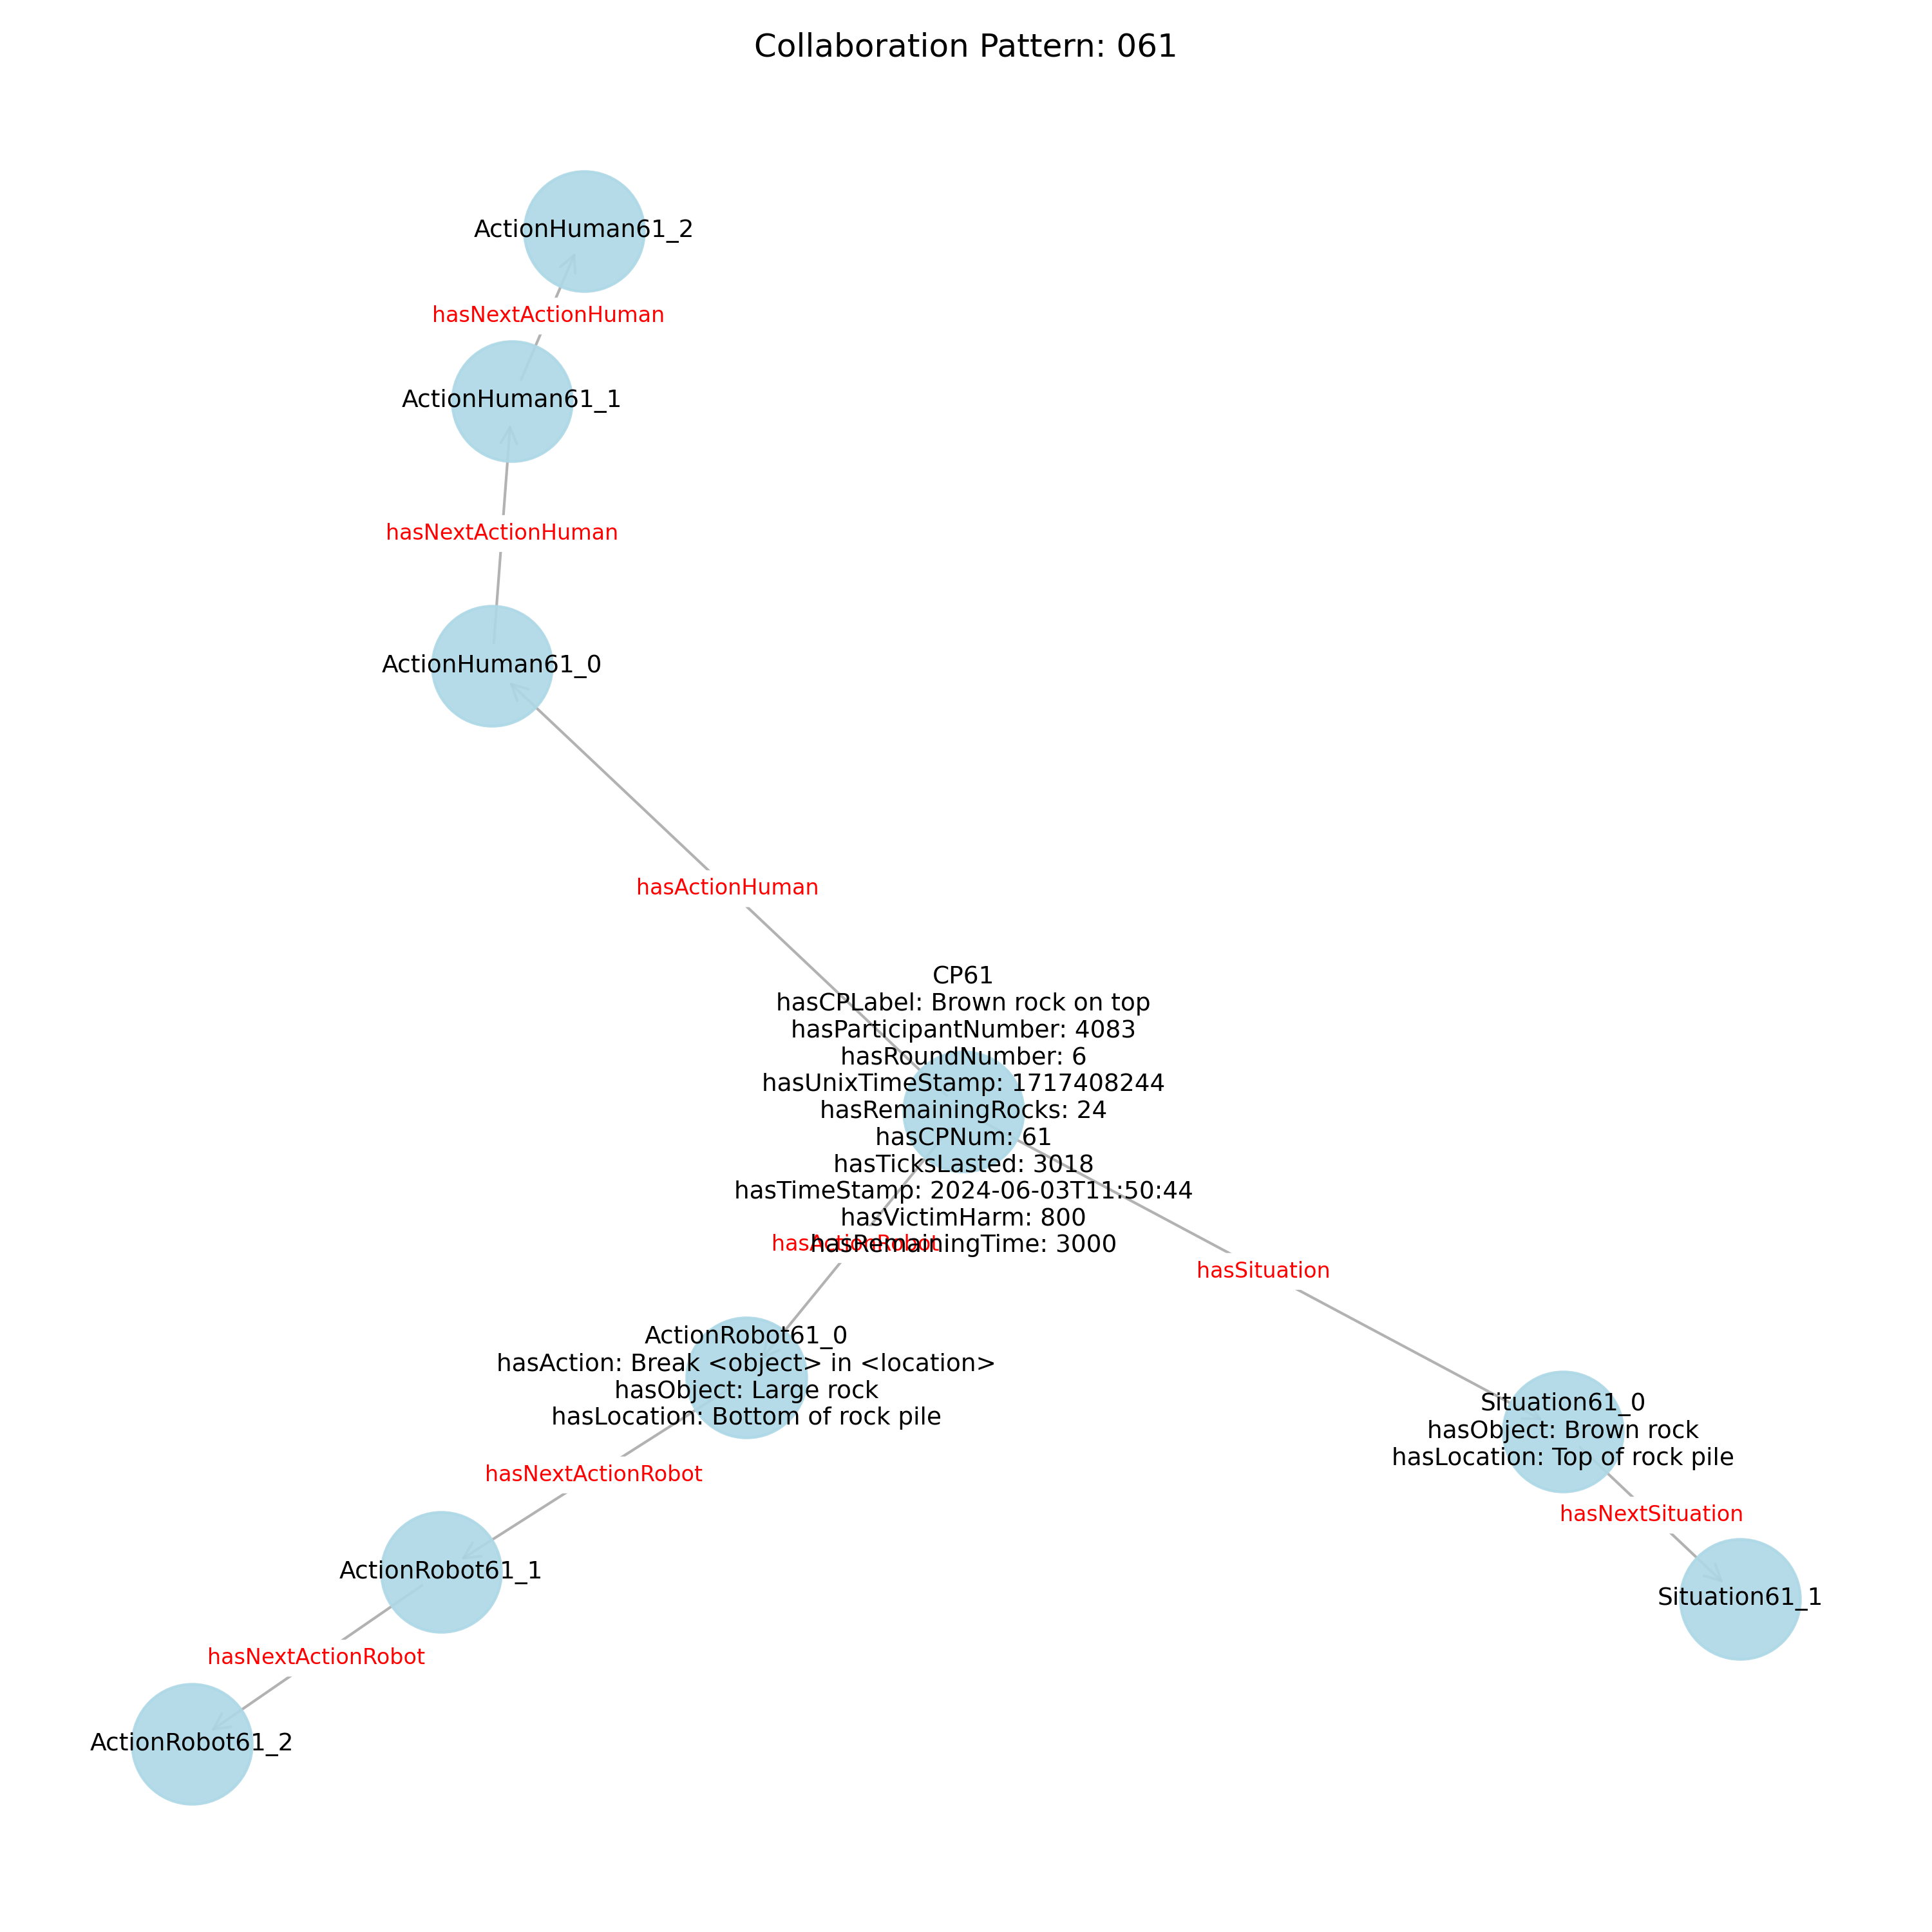 Collaboration Pattern: 061
ActionHuman61_2
hasNextActionHuman
ActionHuman61_1
hasNextActionHuman
ActionHuman61_0
hasActionHuman
CP61
hasCPLabel: Brown rock on top
hasParticipantNumber: 4083
hasRoundNumber: 6
hasUnixTimeStamp: 1717408244
hasRemainingRocks: 24
hasCPNum: 61
hasTicksLasted: 3018
hasTimeStamp: 2024-06-03T11:50:44
hasVictimHarm: 800
hasRemainingTime: 3000
hasActionRobot
hasSituation
ActionRobot61_0
hasAction: Break <object> in <location>
hasObject: Large rock
hasLocation: Bottom of rock pile
Situation61_0
hasObject: Brown rock
hasLocation: Top of rock pile
hasNextActionRobot
hasNextSituation
ActionRobot61_1
Situation61_1
hasNextActionRobot
ActionRobot61_2